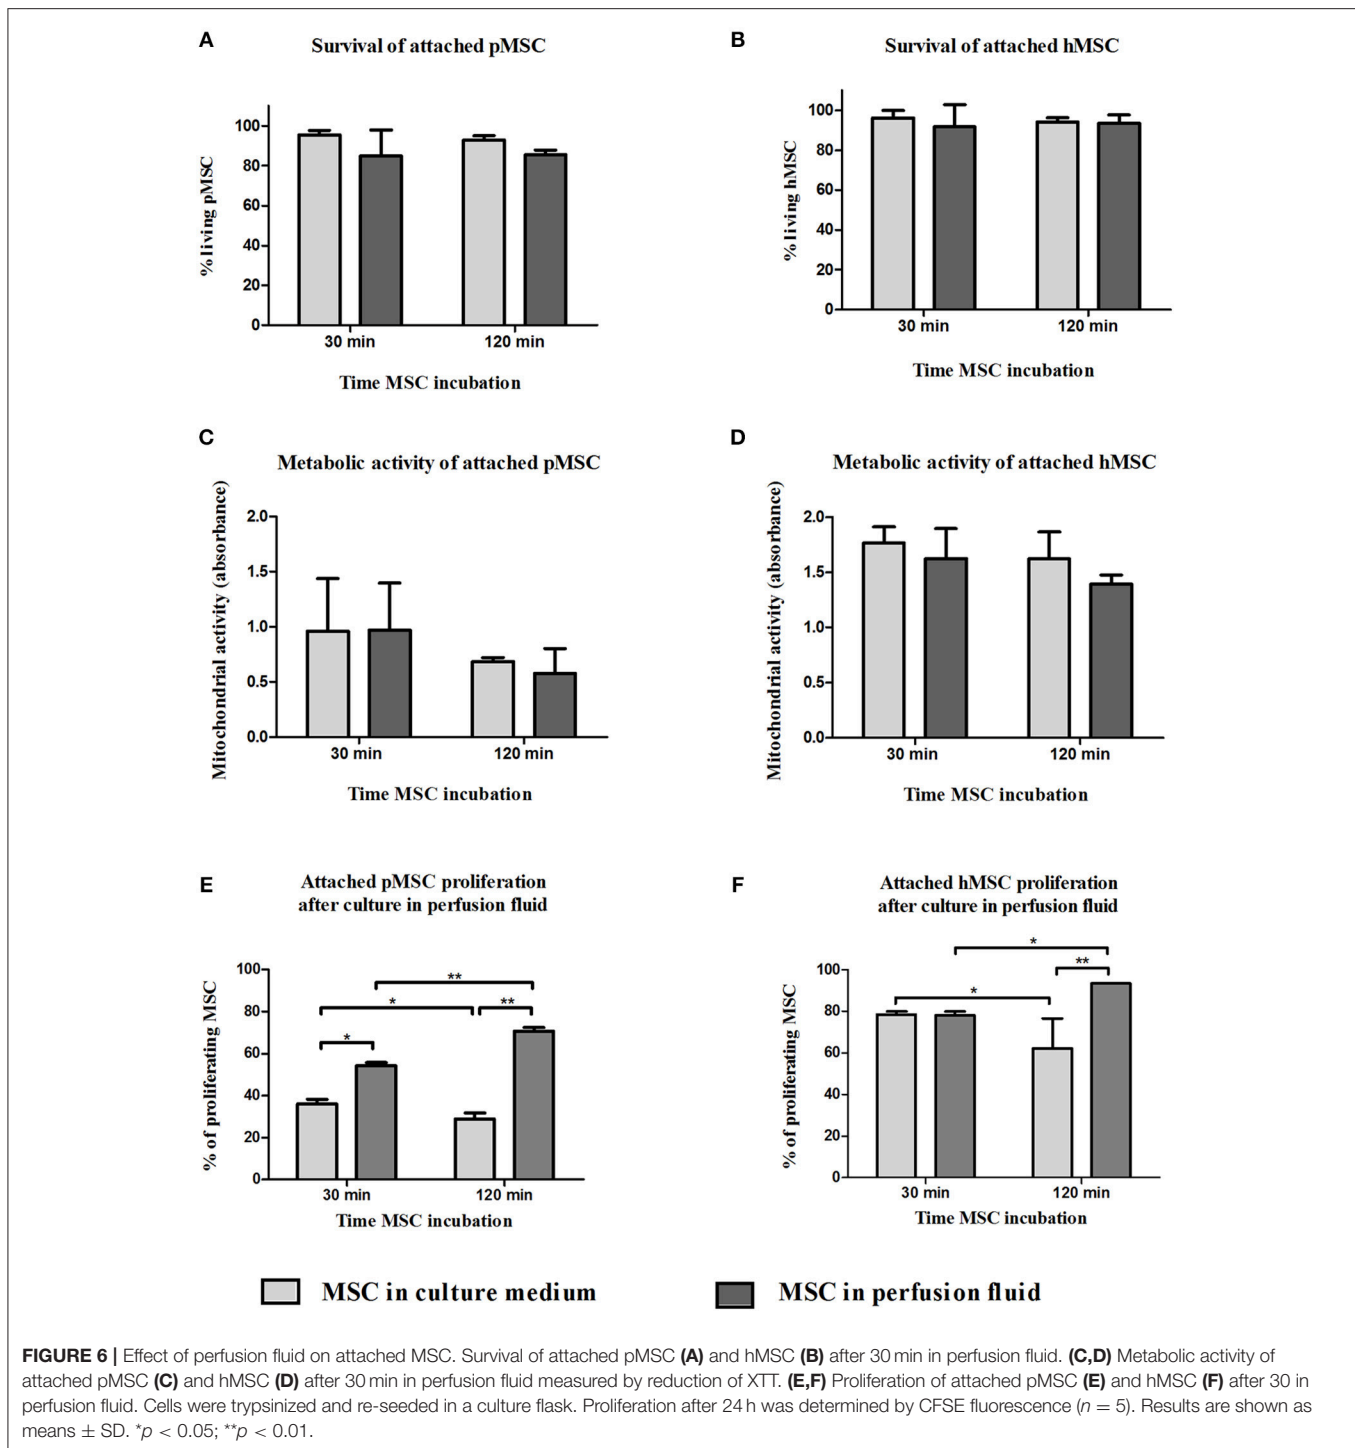 A
Survival of attached pMSC
% living pMSC
100
80
60
40
20
0
30 min
120 min
Time MSC incubation
B
Survival of attached hMSC
% living hMSC
100
80
60
40
20
0
30 min
120 min
Time MSC incubation
C
Metabolic activity of attached pMSC
Mitochondrial activity (absorbance)
2.0
1.5
1.0
0.5
0.0
30 min
120 min
Time MSC incubation
D
Metabolic activity of attached hMSC
Mitochondrial activity (absorbance)
2.0
1.5
1.0
0.5
0.0
30 min
120 min
Time MSC incubation
E
Attached pMSC proliferation
after culture in perfusion fluid
% of proliferating MSC
100
80
60
40
20
0
**
*
**
*
30 min
120 min
Time MSC incubation
F
Attached hMSC proliferation
after culture in perfusion fluid
% of proliferating MSC
100
80
60
40
20
0
*
**
*
30 min
120 min
Time MSC incubation
MSC in culture medium
MSC in perfusion fluid
FIGURE 6 | Effect of perfusion fluid on attached MSC. Survival of attached pMSC (A) and hMSC (B) after 30 min in perfusion fluid. (C,D) Metabolic activity of
attached pMSC (C) and hMSC (D) after 30 min in perfusion fluid measured by reduction of XTT. (E,F) Proliferation of attached pMSC (E) and hMSC (F) after 30 in
perfusion fluid. Cells were trypsinized and re-seeded in a culture flask. Proliferation after 24 h was determined by CFSE fluorescence (n = 5). Results are shown as
means ± SD. *p < 0.05; **p < 0.01.